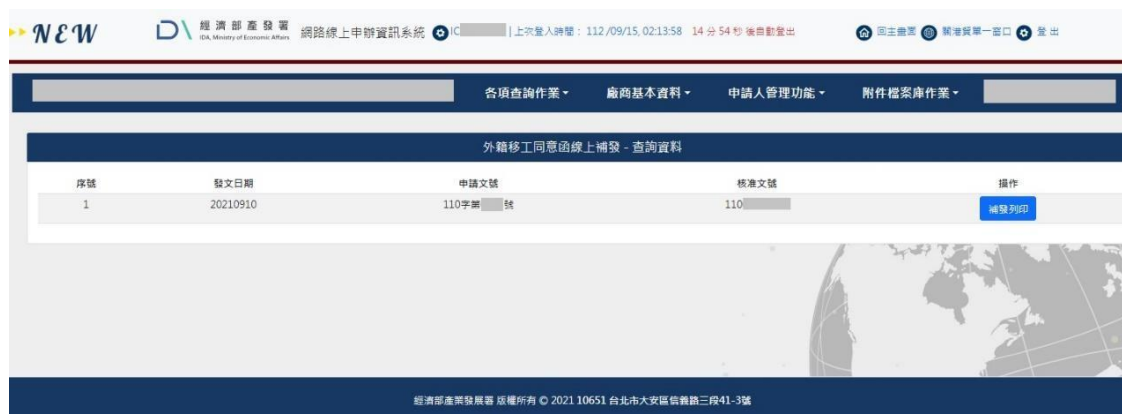 NEW
經濟部產發署
IDA, Ministry of Economic Affairs
網路線上申辦資訊系統 IC | 上次登入時間：112/09/15, 02:13:58 14 分 54 秒 後自動登出
回主畫面 關港貿單一窗口 登出
各項查詢作業 廠商基本資料 申請人管理功能 附件檔案庫作業
外籍移工同意函線上補發 - 查詢資料
序號 發文日期 申請文號 核准文號 操作
1 20210910 110字第 號 110 補發列印
經濟部產業發展署 版權所有 © 2021 10651 台北市大安區信義路三段41-3號